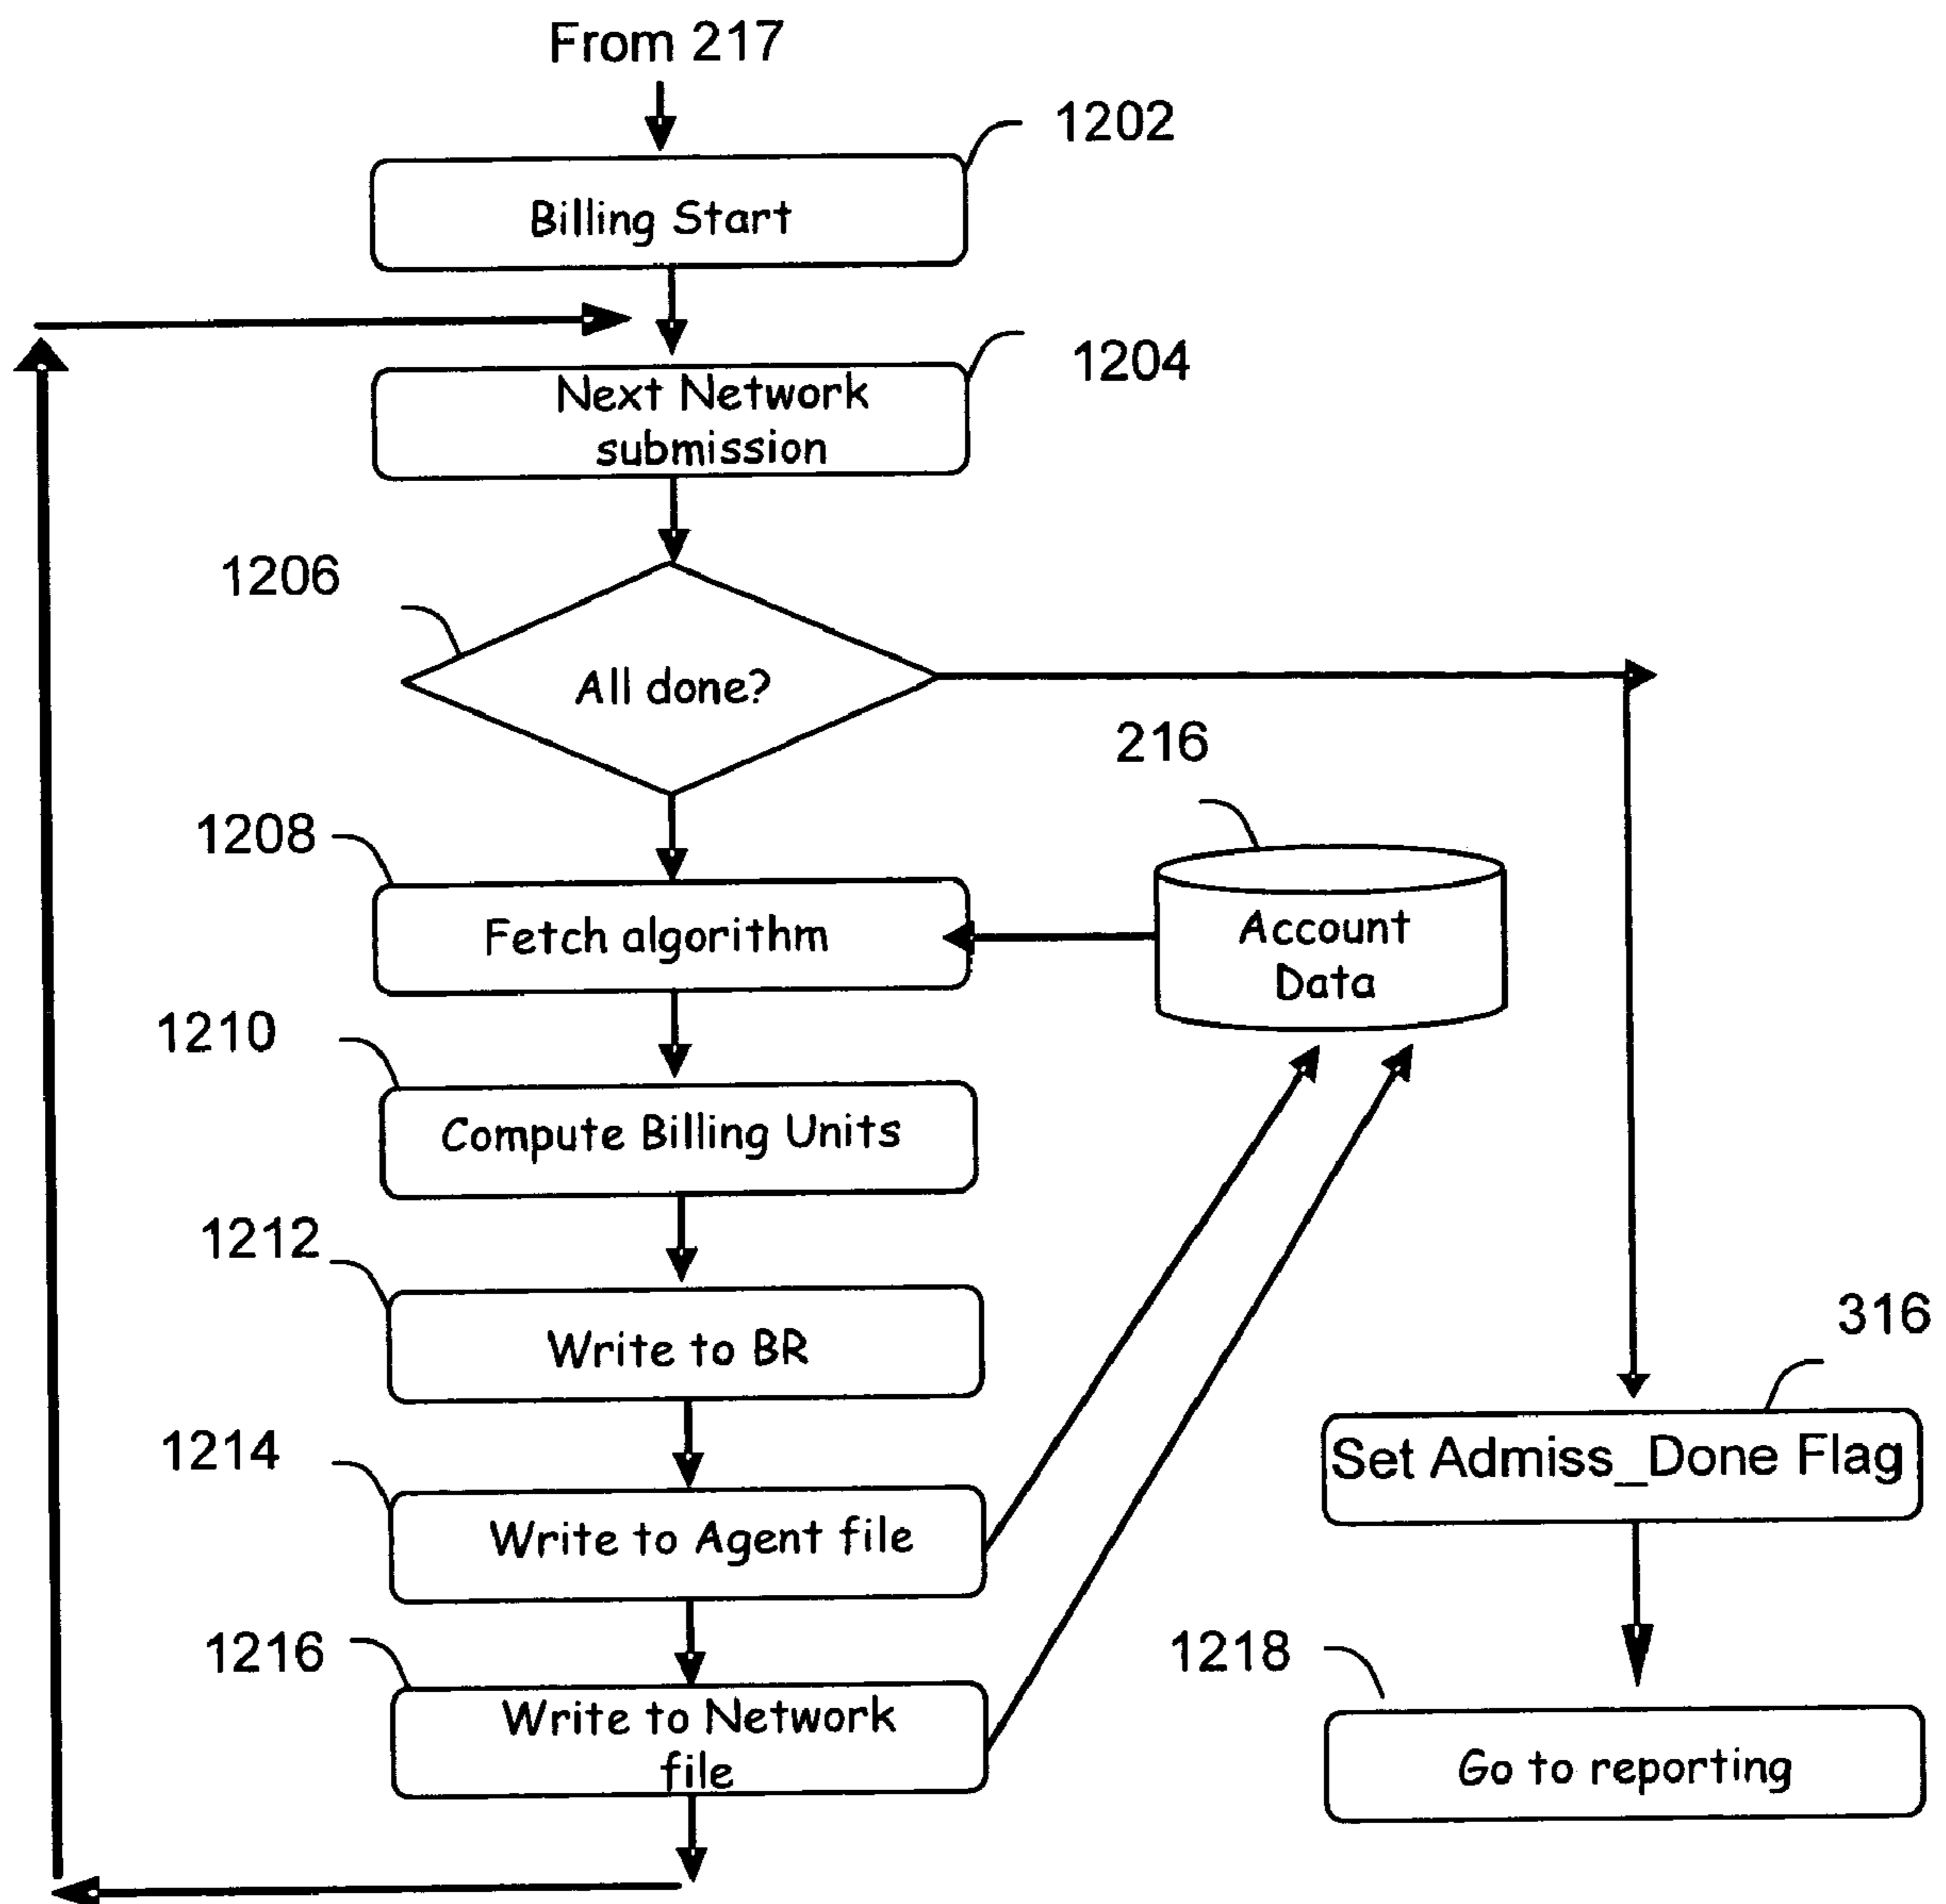 From 217
1202
Billing Start
1204
Next Network
submission
1206
All done?
216
1208
Fetch algorithm
Account
Data
1210
Compute Billing Units
1212
Write to BR
316
1214
Set Admiss_Done Flag
Write to Agent file
1216
Write to Network
file
1218
Go to reporting